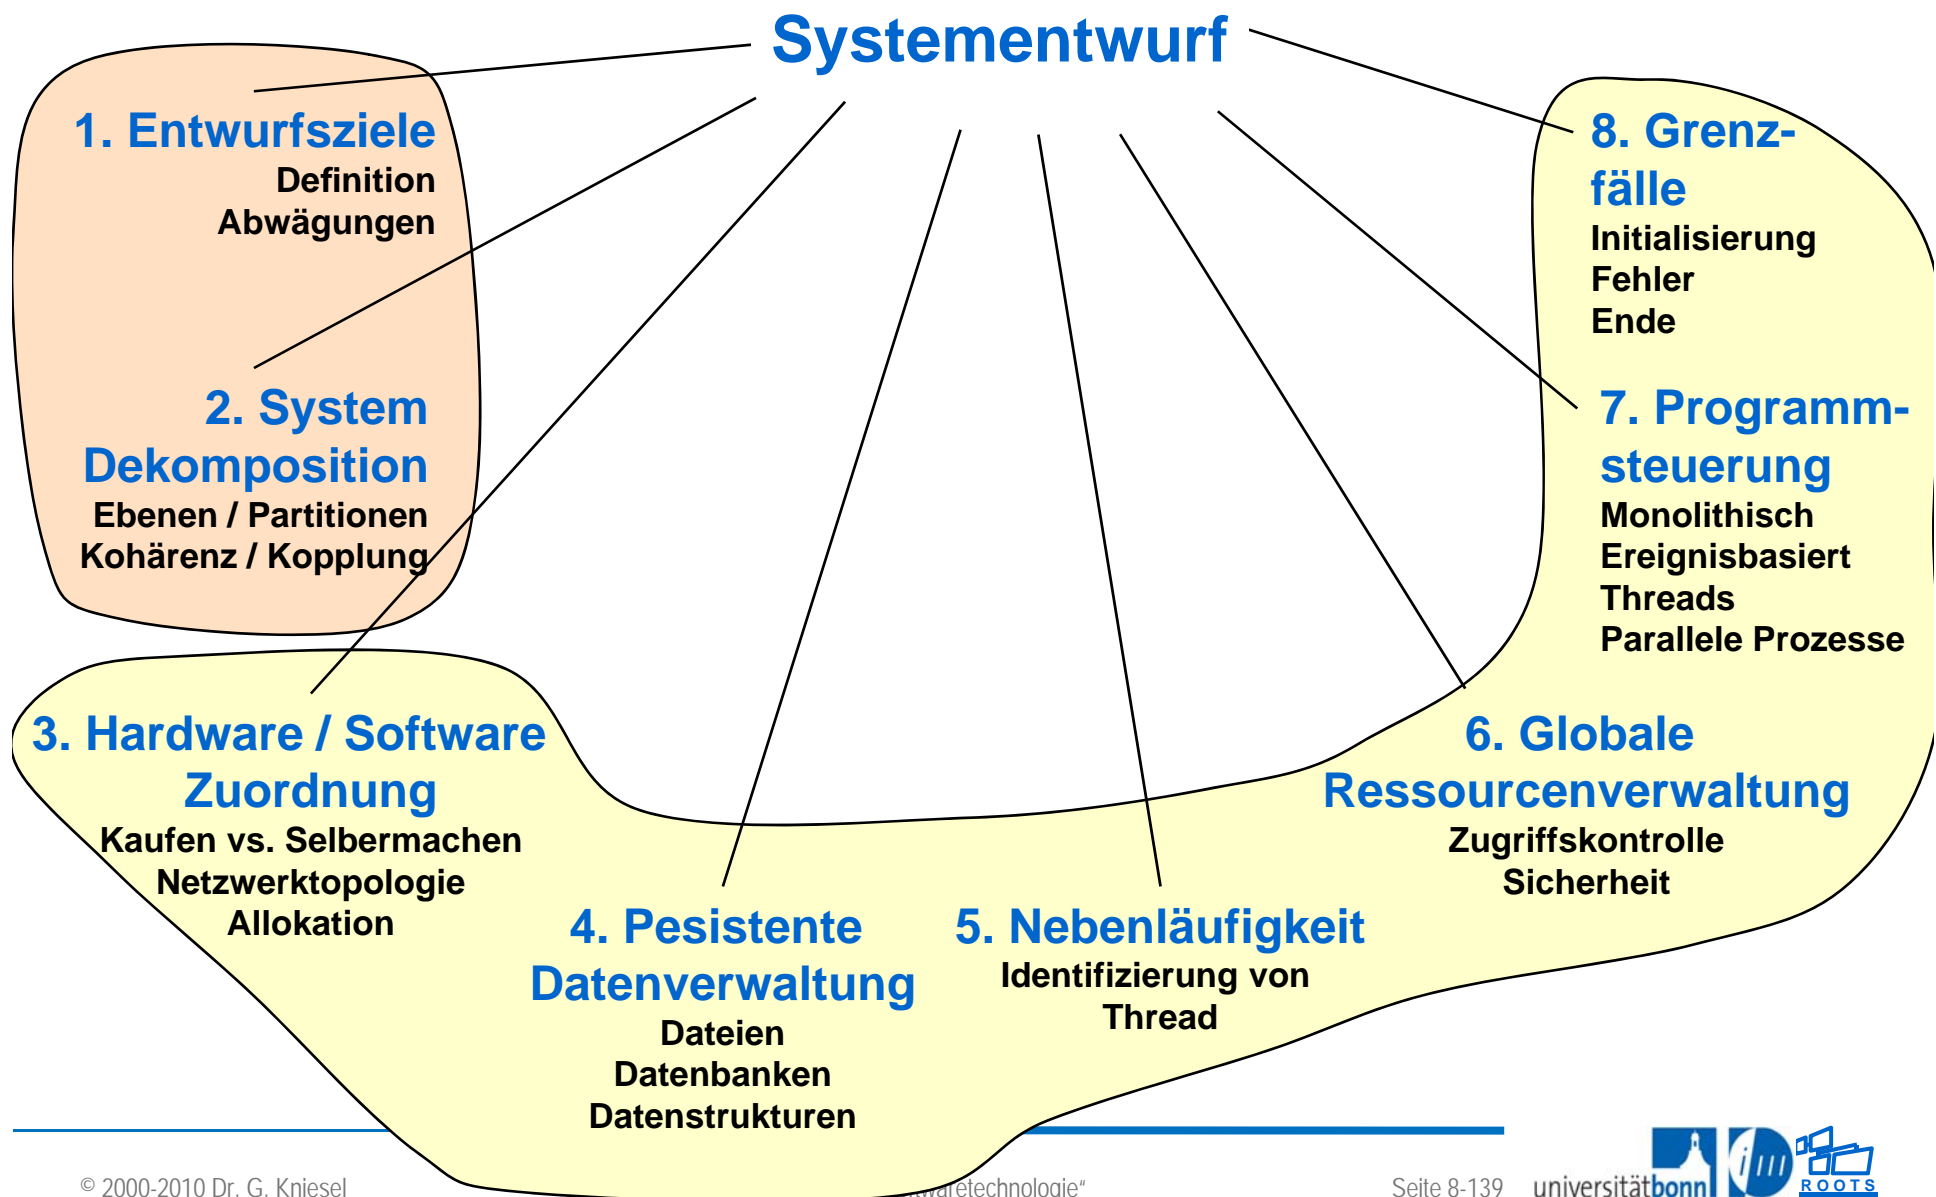 Systementwurf
1. Entwurfsziele
Definition
Abwägungen
2. System
Dekomposition
Ebenen / Partitionen
Kohärenz / Kopplung
3. Hardware / Software
Zuordnung
Kaufen vs. Selbermachen
Netzwerktopologie
Allokation
4. Pesistente
Datenverwaltung
Dateien
Datenbanken
Datenstrukturen
5. Nebenläufigkeit
Identifizierung von
Thread
6. Globale
Ressourcenverwaltung
Zugriffskontrolle
Sicherheit
7. Programm-
steuerung
Monolithisch
Ereignisbasiert
Threads
Parallele Prozesse
8. Grenz-
fälle
Initialisierung
Fehler
Ende
© 2000-2010 Dr. G. Kniesel
Seite 8-139
universitätbonn
ROOTS